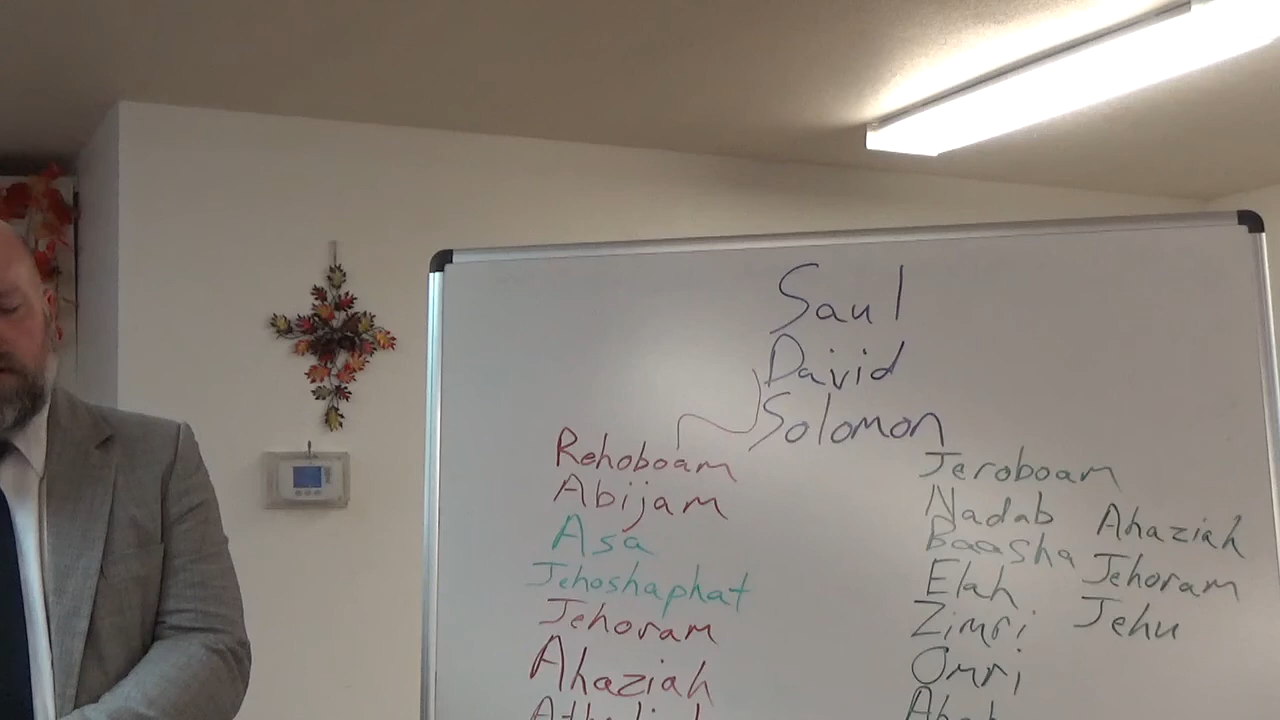 Saul
David
Solomon
Rehoboam
Abijam
Asa
Jehoshaphat
Jehoram
Ahaziah
Jeroboam
Nadab
Baasha
Elah
Zimri
Omri
Ahaziah
Jehoram
Jehu